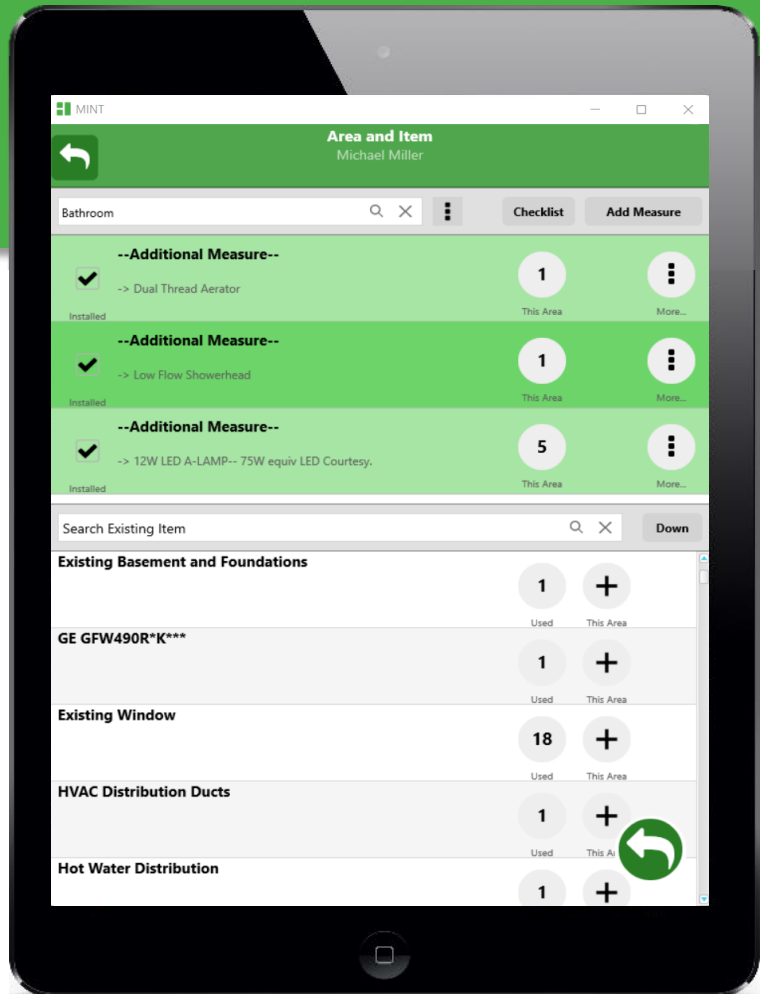 MINT
Area and Item
Michael Miller
Bathroom
Checklist
Add Measure
--Additional Measure--
-> Dual Thread Aerator
Installed
1
This Area
More...
--Additional Measure--
-> Low Flow Showerhead
Installed
1
This Area
More...
--Additional Measure--
-> 12W LED A-LAMP-- 75W equiv LED Courtesy.
Installed
5
This Area
More...
Search Existing Item
Down
Existing Basement and Foundations
1
Used
This Area
GE GFW490R*K***
1
Used
This Area
Existing Window
18
Used
This Area
HVAC Distribution Ducts
1
Used
This
Hot Water Distribution
1